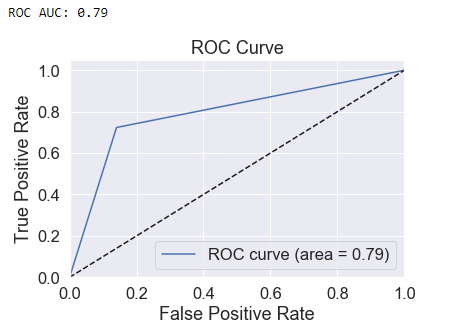 ROC AUC: 0.79
ROC Curve
True Positive Rate
1.0
0.8
0.6
0.4
0.2
0.0
ROC curve (area = 0.79)
0.0 0.2 0.4 0.6 0.8 1.0
False Positive Rate